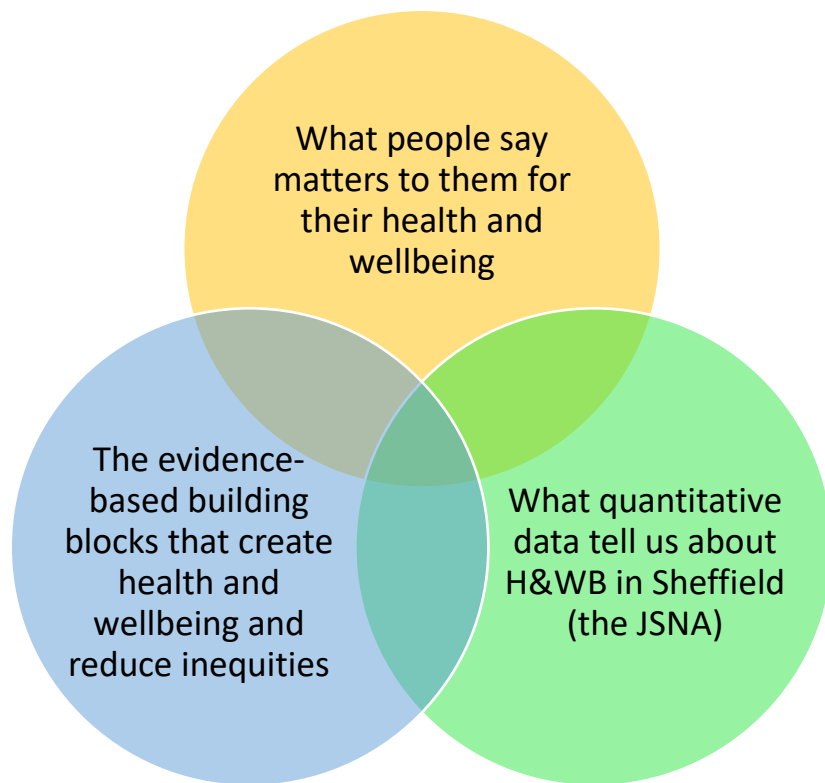 What people say
matters to them for
their health and
wellbeing
The evidence-
based building
blocks that create
health and
wellbeing and
reduce inequities
What quantitative
data tell us about
H&WB in Sheffield
(the JSNA)